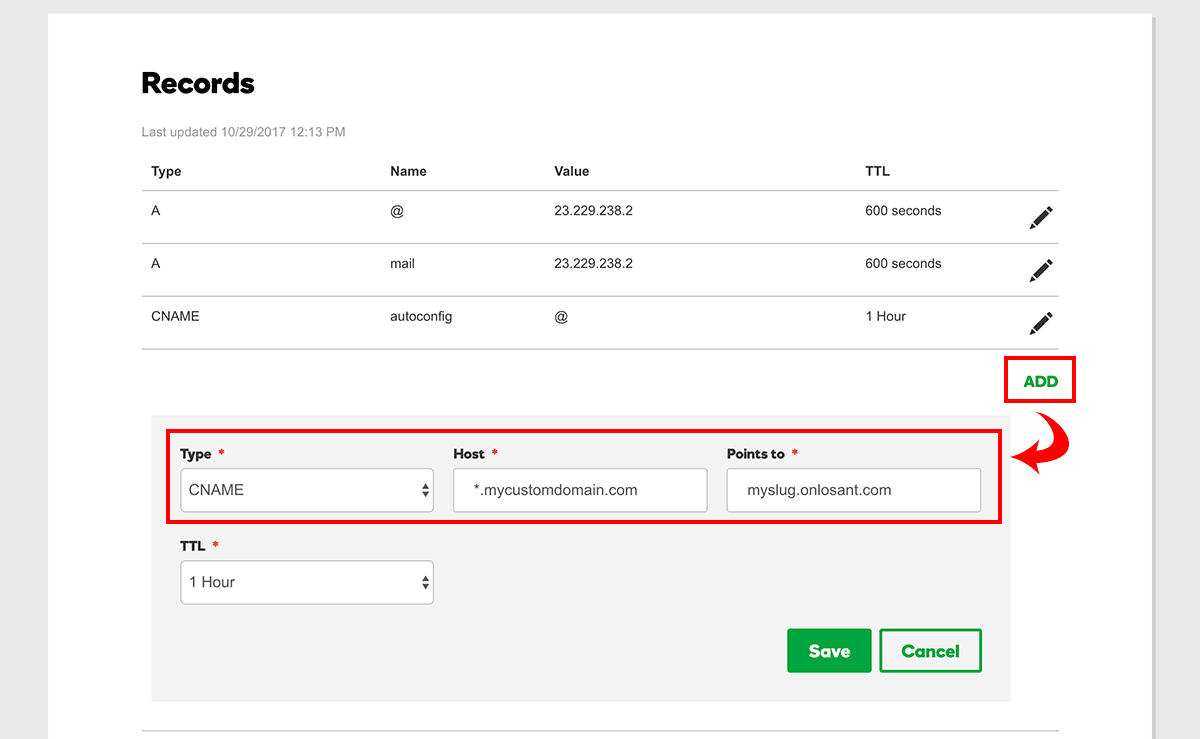 Records
Last updated 10/29/2017 12:13 PM
Type Name Value TTL
A @ 23.229.238.2 600 seconds
A mail 23.229.238.2 600 seconds
CNAME autoconfig @ 1 Hour
ADD
Type * Host * Points to *
CNAME *.mycustomdomain.com myslug.onlosant.com
TTL *
1 Hour
Save Cancel